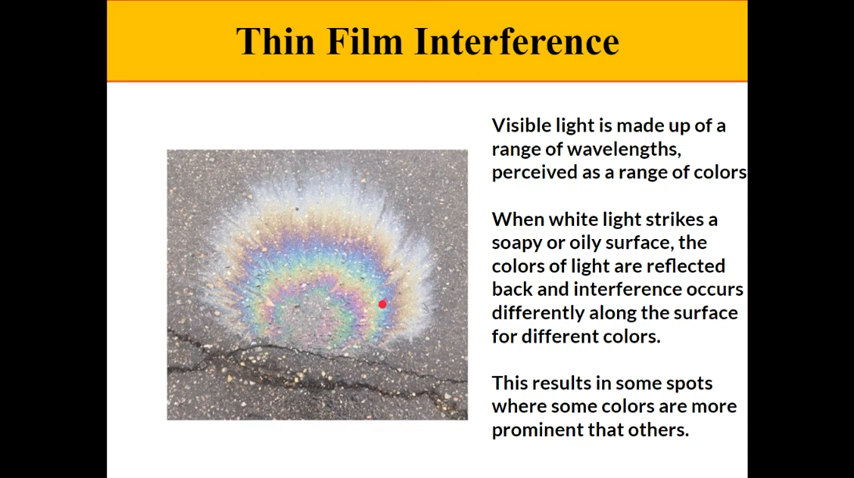 Thin Film Interference
Visible light is made up of a
range of wavelengths,
perceived as a range of colors
When white light strikes a
soapy or oily surface, the
colors of light are reflected
back and interference occurs
differently along the surface
for different colors.
This results in some spots
where some colors are more
prominent that others.